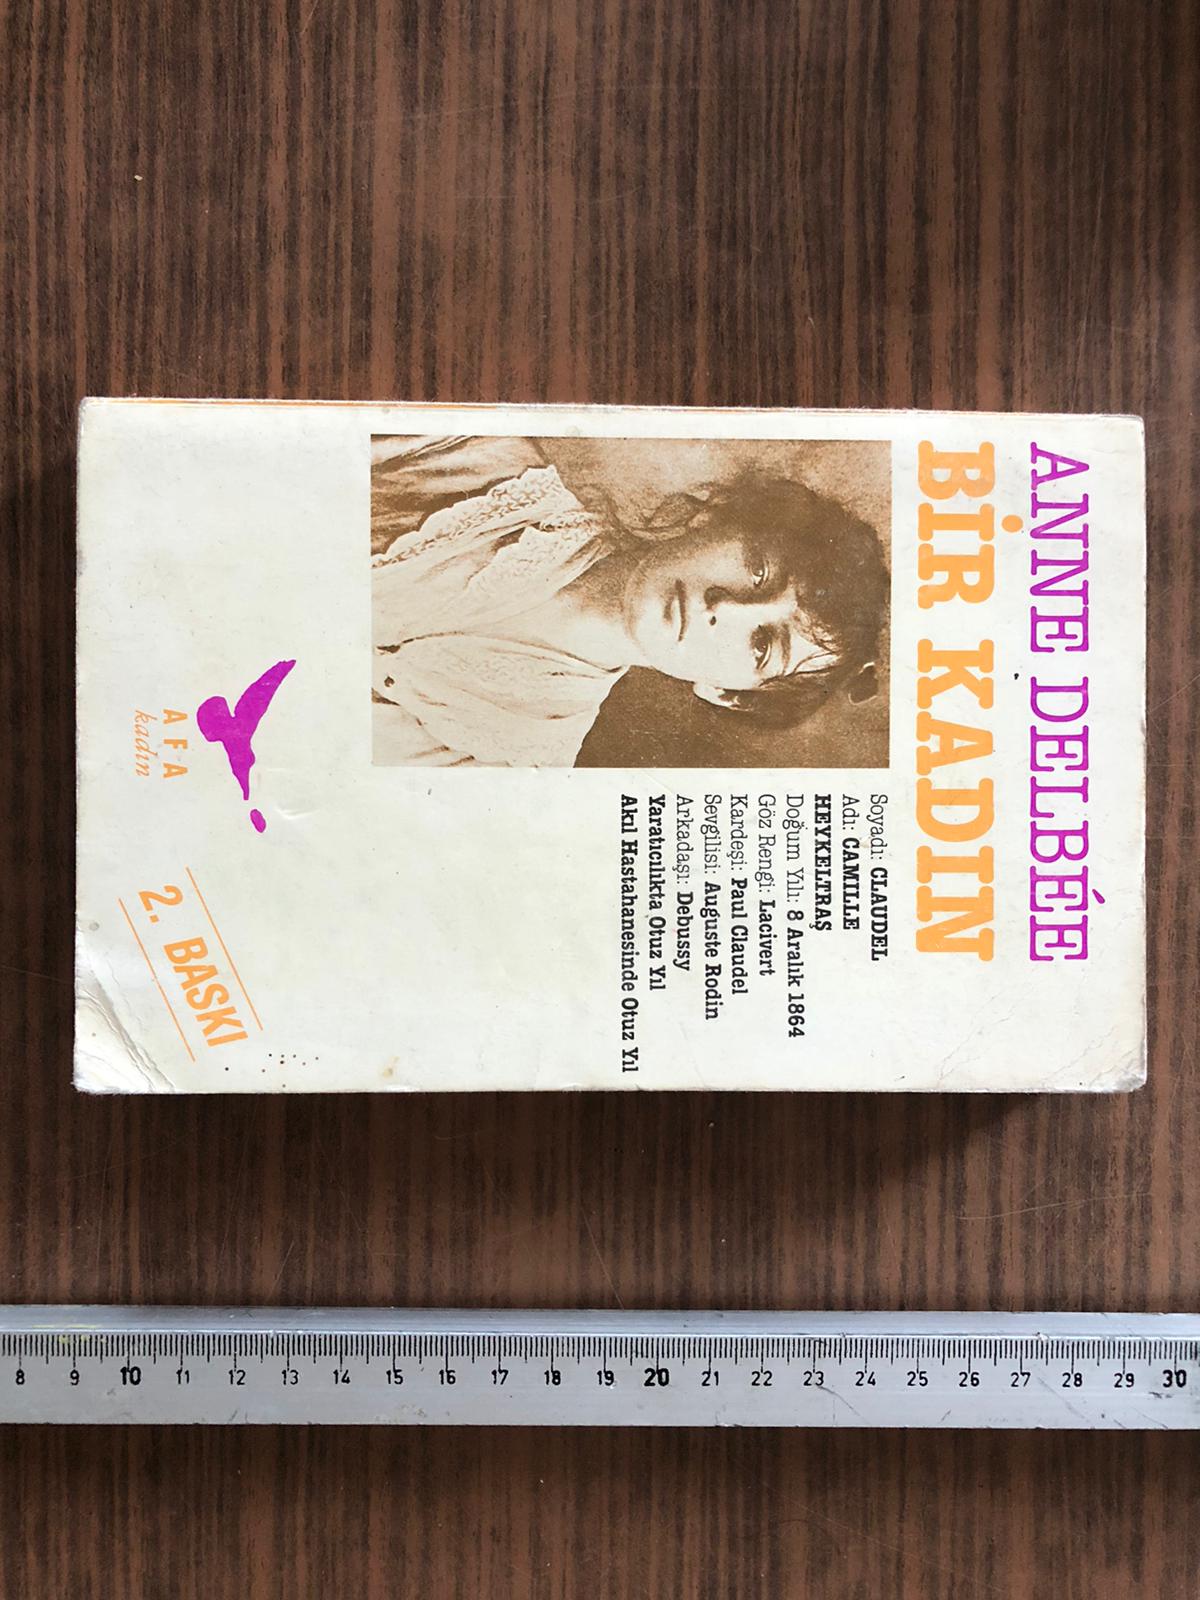 ANNE DELBÉE
BİR KADIN
Soyadı: CLAUDEL
Adı: CAMILLE
HEYKELTRAŞ
Doğum Yılı: 8 Aralık 1864
Göz Rengi: Lacivert
Kardeşi: Paul Claudel
Sevgilisi: Auguste Rodin
Arkadaşı: Debussy
Yaratıcılıkta Otuz Yıl
Akıl Hastahanesinde Otuz Yıl
AFA
kadın
2. BASKI
8 9 10 11 12 13 14 15 16 17 18 19 20 21 22 23 24 25 26 27 28 29 30